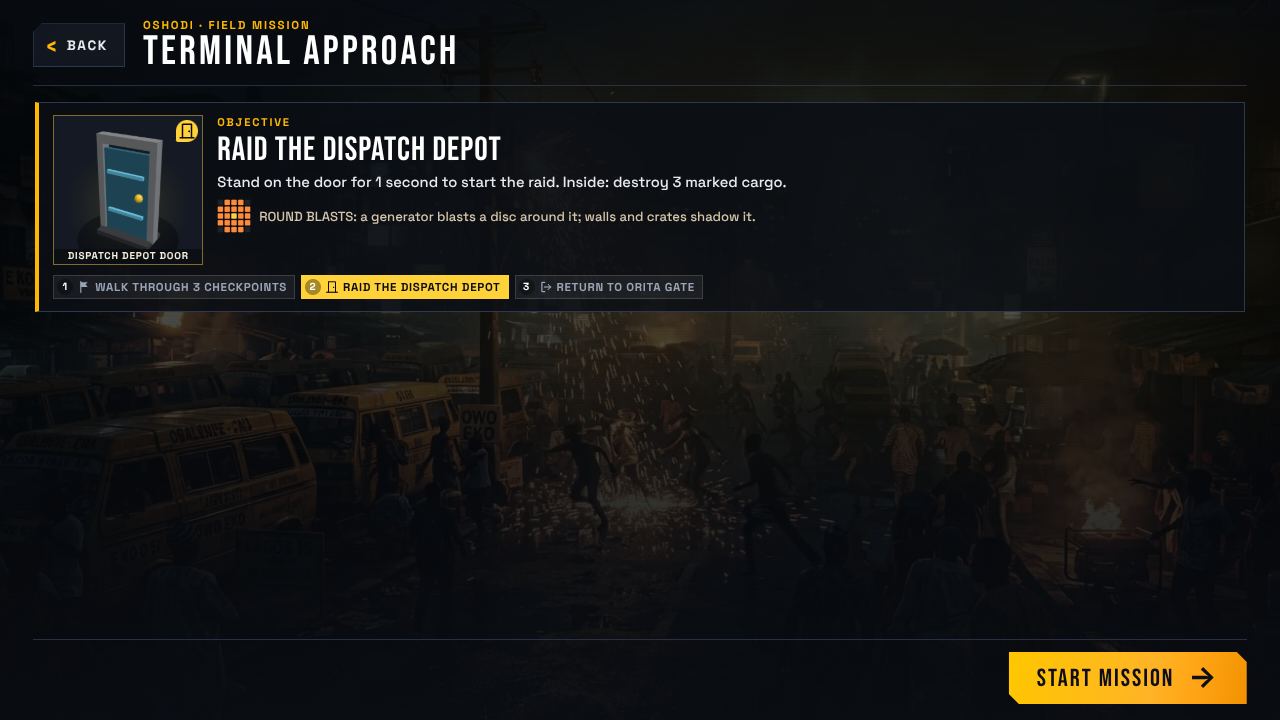 < BACK
OSHODI · FIELD MISSION
TERMINAL APPROACH
OBJECTIVE
RAID THE DISPATCH DEPOT
Stand on the door for 1 second to start the raid. Inside: destroy 3 marked cargo.
ROUND BLASTS: a generator blasts a disc around it; walls and crates shadow it.
DISPATCH DEPOT DOOR
1 WALK THROUGH 3 CHECKPOINTS
2 RAID THE DISPATCH DEPOT
3 RETURN TO ORITA GATE
OWO
EKO
START MISSION →